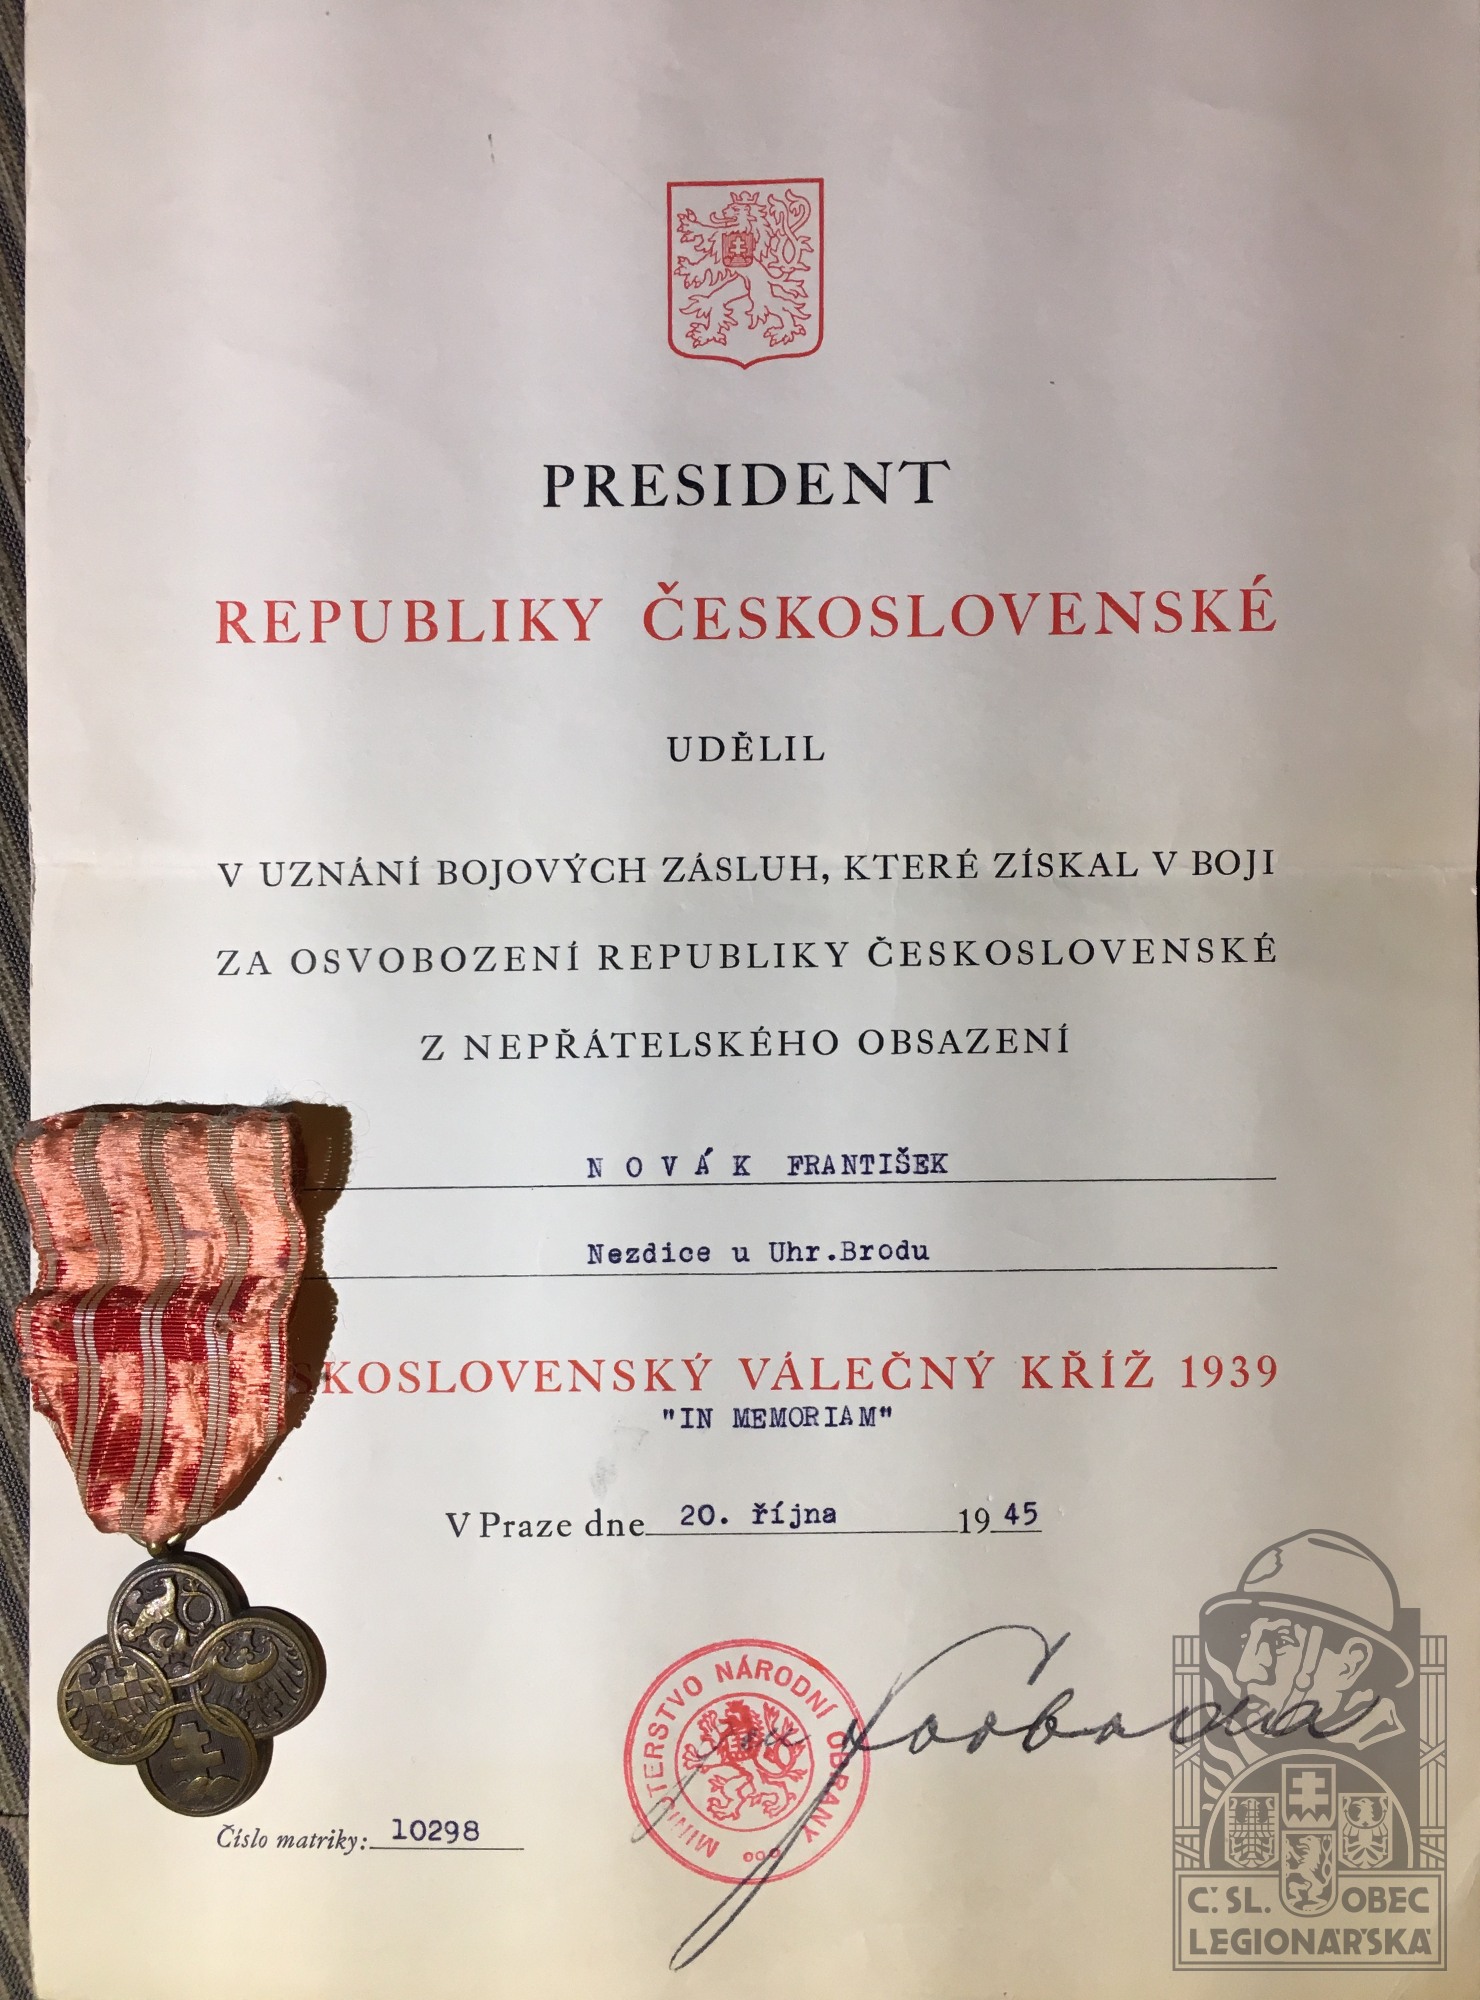 PRESIDENT
REPUBLIKY ČESKOSLOVENSKÉ
UDĚLIL
V UZNÁNÍ BOJOVÝCH ZÁSLUH, KTERÉ ZÍSKAL V BOJI
ZA OSVOBOZENÍ REPUBLIKY ČESKOSLOVENSKÉ
Z NEPŘÁTELSKÉHO OBSAZENÍ
NOVÁK FRANTIŠEK
Nezdice u Uhr.Brodu
SKOSLOVENSKÝ VÁLEČNÝ KŘÍŽ 1939
"IN MEMORIAM"
V Praze dne 20. října 1945
MINISTERSTVO NÁRODNÍ OBRANY
Svoboda
Číslo matriky: 10298
Č.SL. OBEC
LEGIONÁŘSKÁ